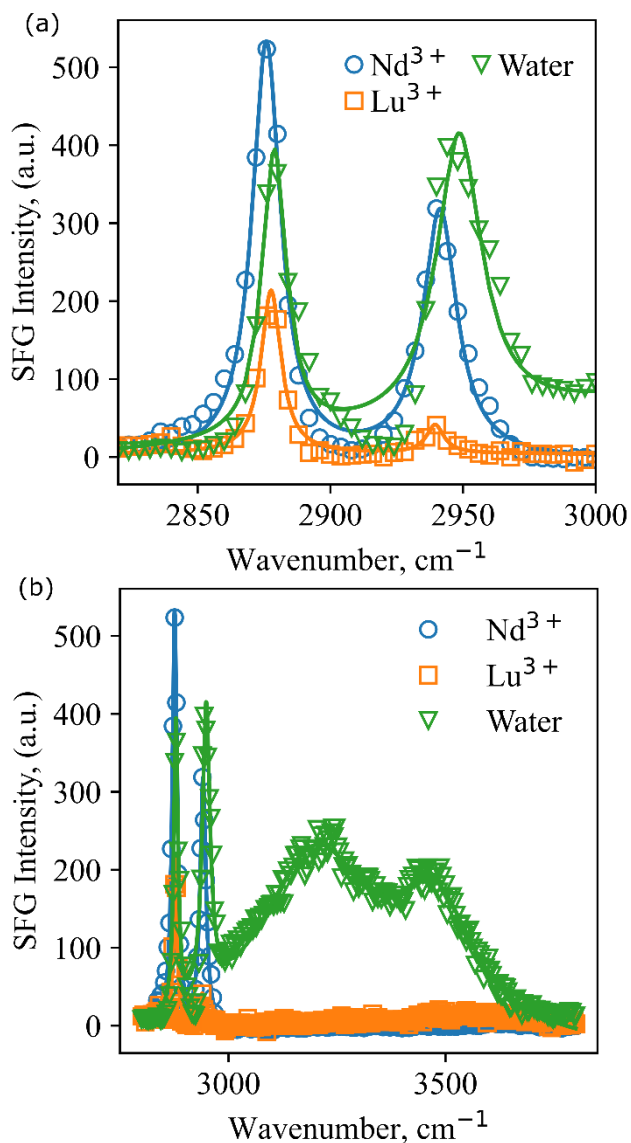 (a)
500
400
300
200
100
0
SFG Intensity, (a.u.)
Nd³⁺
Lu³⁺
Water
2850 2900 2950 3000
Wavenumber, cm⁻¹
(b)
500
400
300
200
100
0
SFG Intensity, (a.u.)
Nd³⁺
Lu³⁺
Water
3000 3500
Wavenumber, cm⁻¹